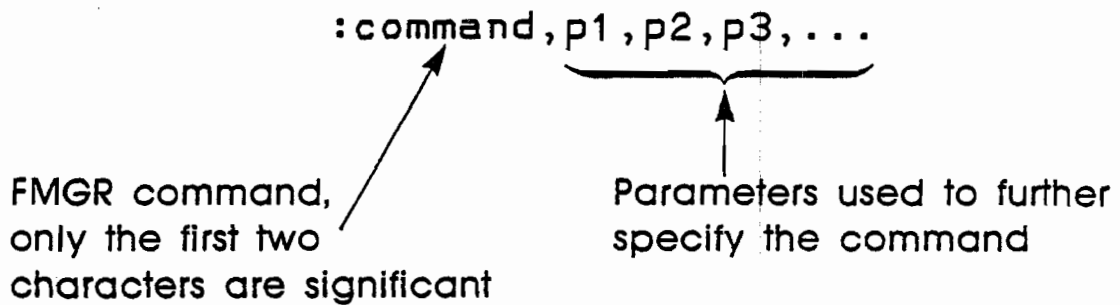 :command,p1,p2,p3,...
FMGR command,
only the first two
characters are significant
Parameters used to further
specify the command